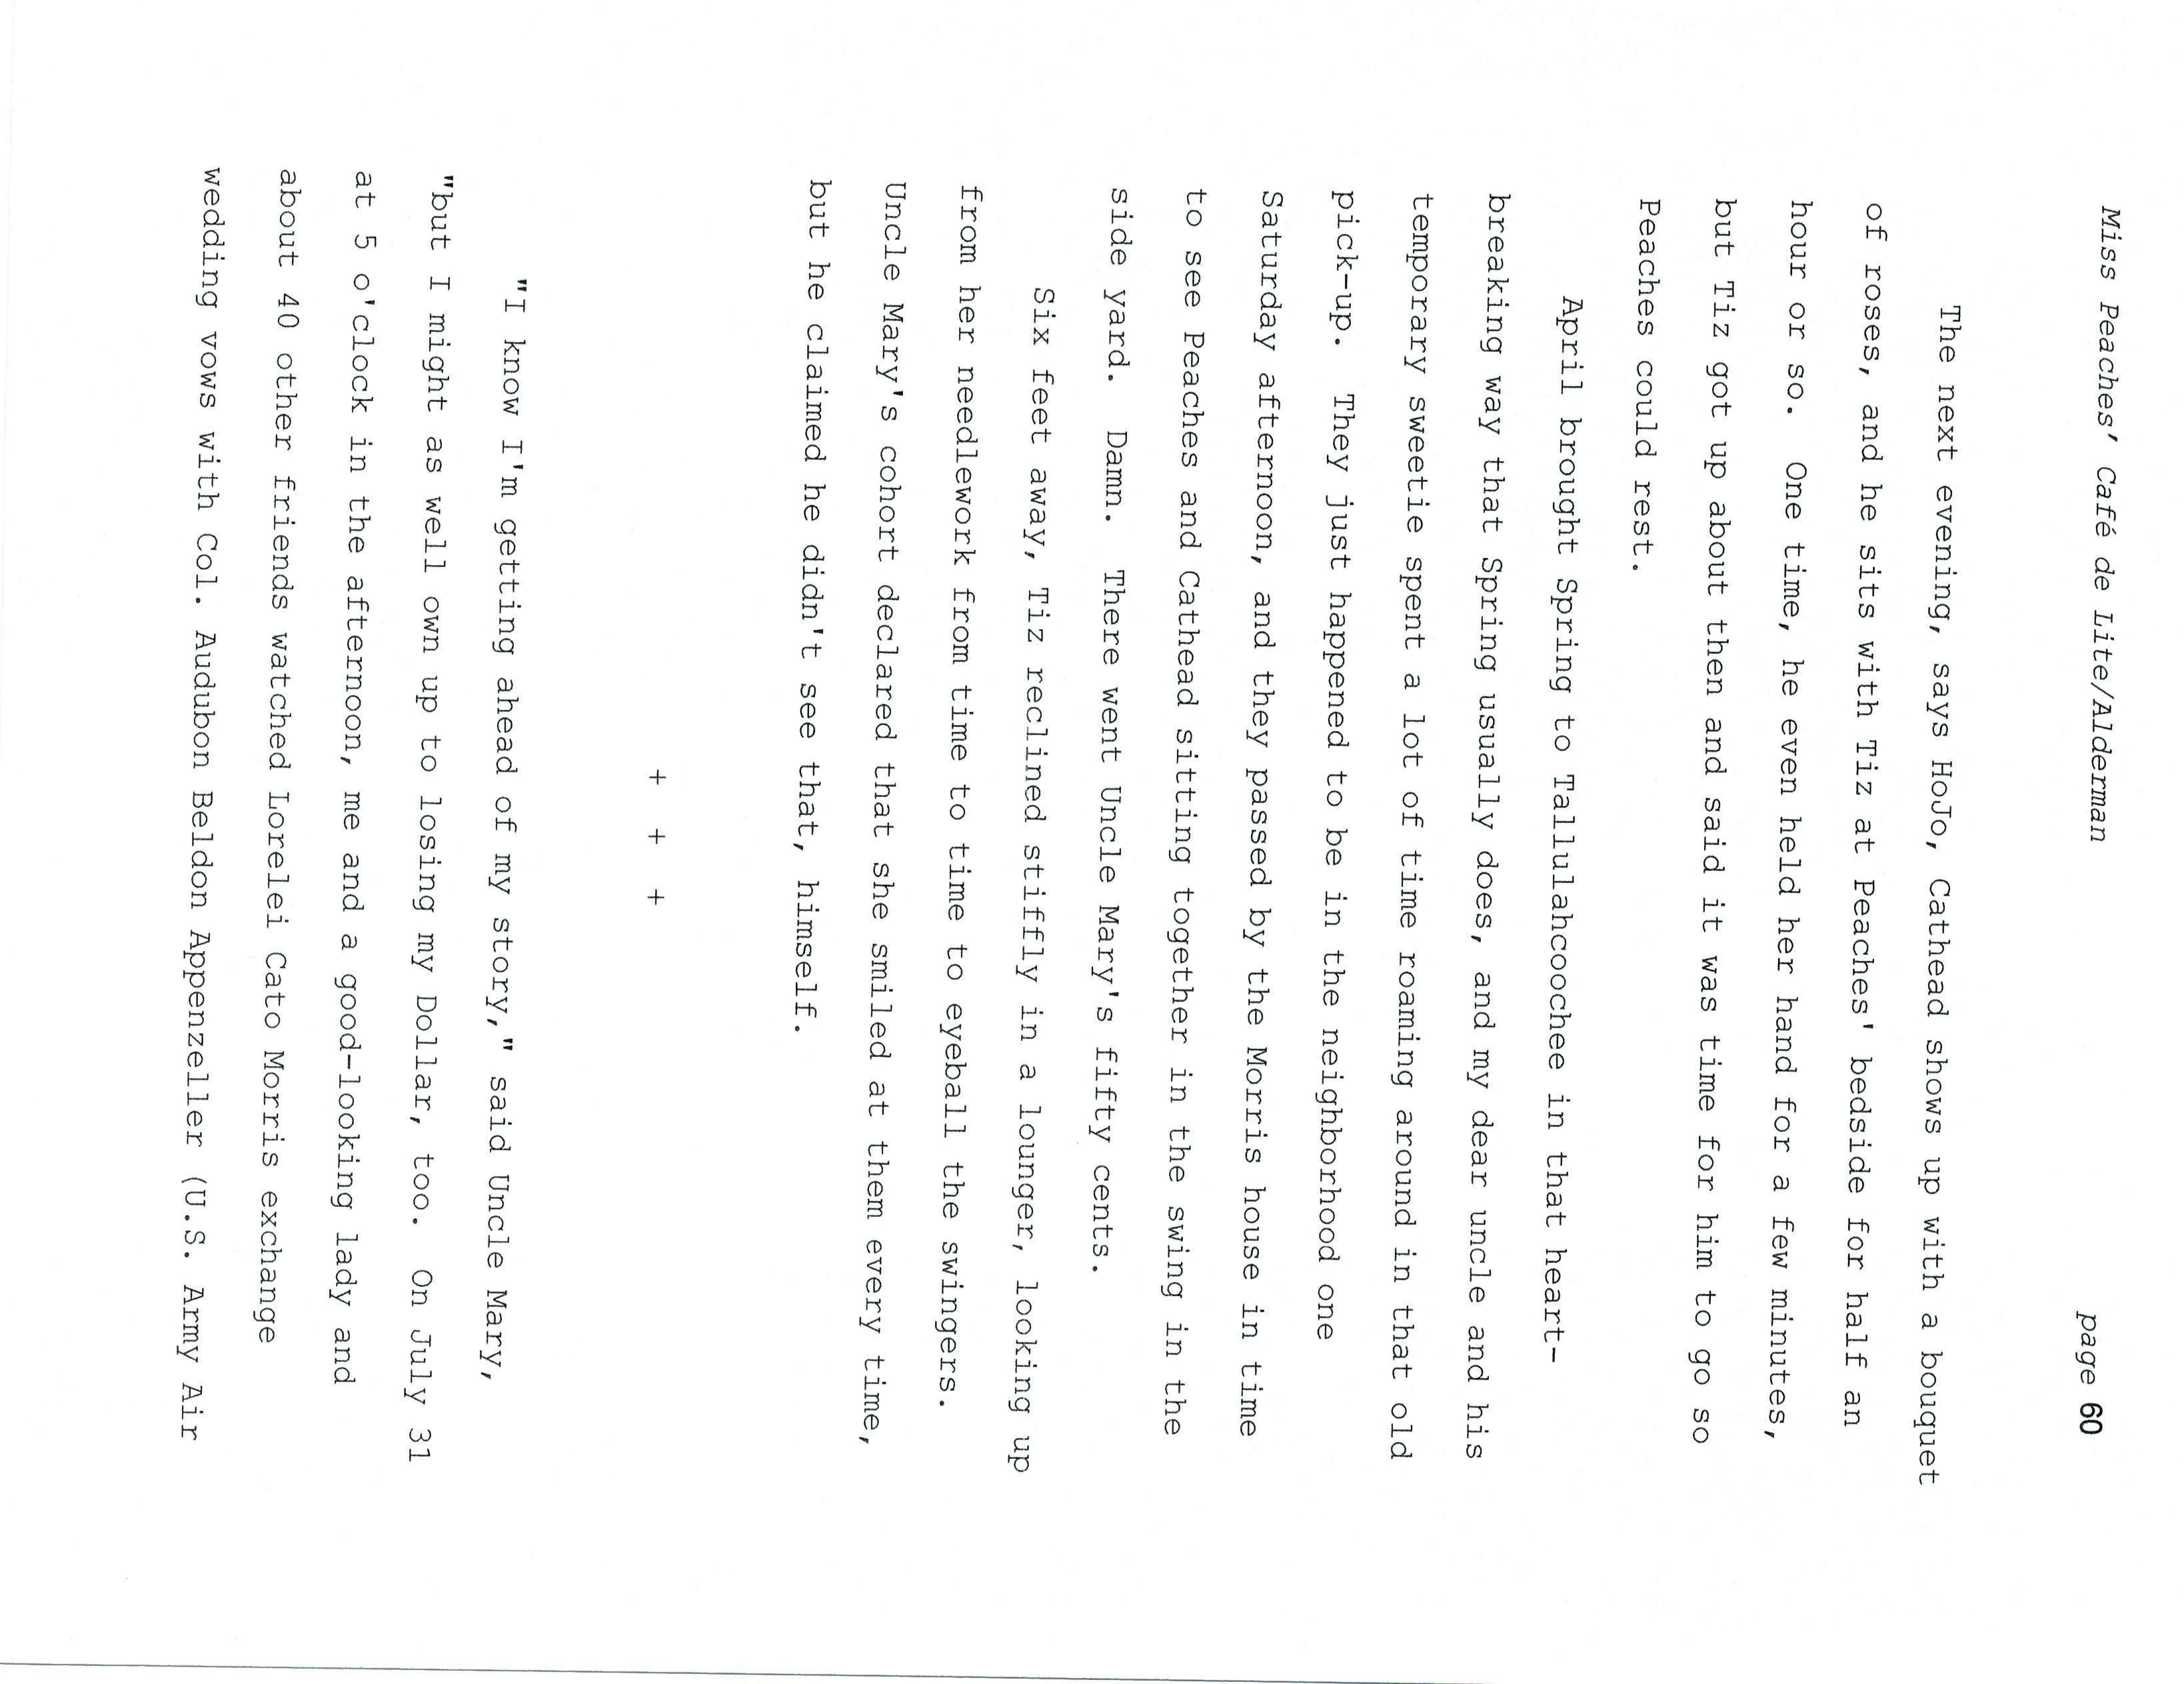 Miss Peaches’ Café de Lite/Alderman page 60
The next evening, says HoJo, Cathead shows up with a bouquet
of roses, and he sits with Tiz at Peaches' bedside for half an
hour or so.  One time, he even held her hand for a few minutes,
but Tiz got up about then and said it was time for him to go so
Peaches could rest.
April brought Spring to Tallulahcoochee in that heart-
breaking way that Spring usually does, and my dear uncle and his
temporary sweetie spent a lot of time roaming around in that old
pick-up.  They just happened to be in the neighborhood one
Saturday afternoon, and they passed by the Morris house in time
to see Peaches and Cathead sitting together in the swing in the
side yard.  Damn.  There went Uncle Mary's fifty cents.
Six feet away, Tiz reclined stiffly in a lounger, looking up
from her needlework from time to time to eyeball the swingers.
Uncle Mary's cohort declared that she smiled at them every time,
but he claimed he didn't see that, himself.
+ + +
"I know I'm getting ahead of my story," said Uncle Mary,
"but I might as well own up to losing my Dollar, too.  On July 31
at 5 o'clock in the afternoon, me and a good-looking lady and
about 40 other friends watched Lorelei Cato Morris exchange
wedding vows with Col. Audubon Beldon Appenzeller (U.S. Army Air